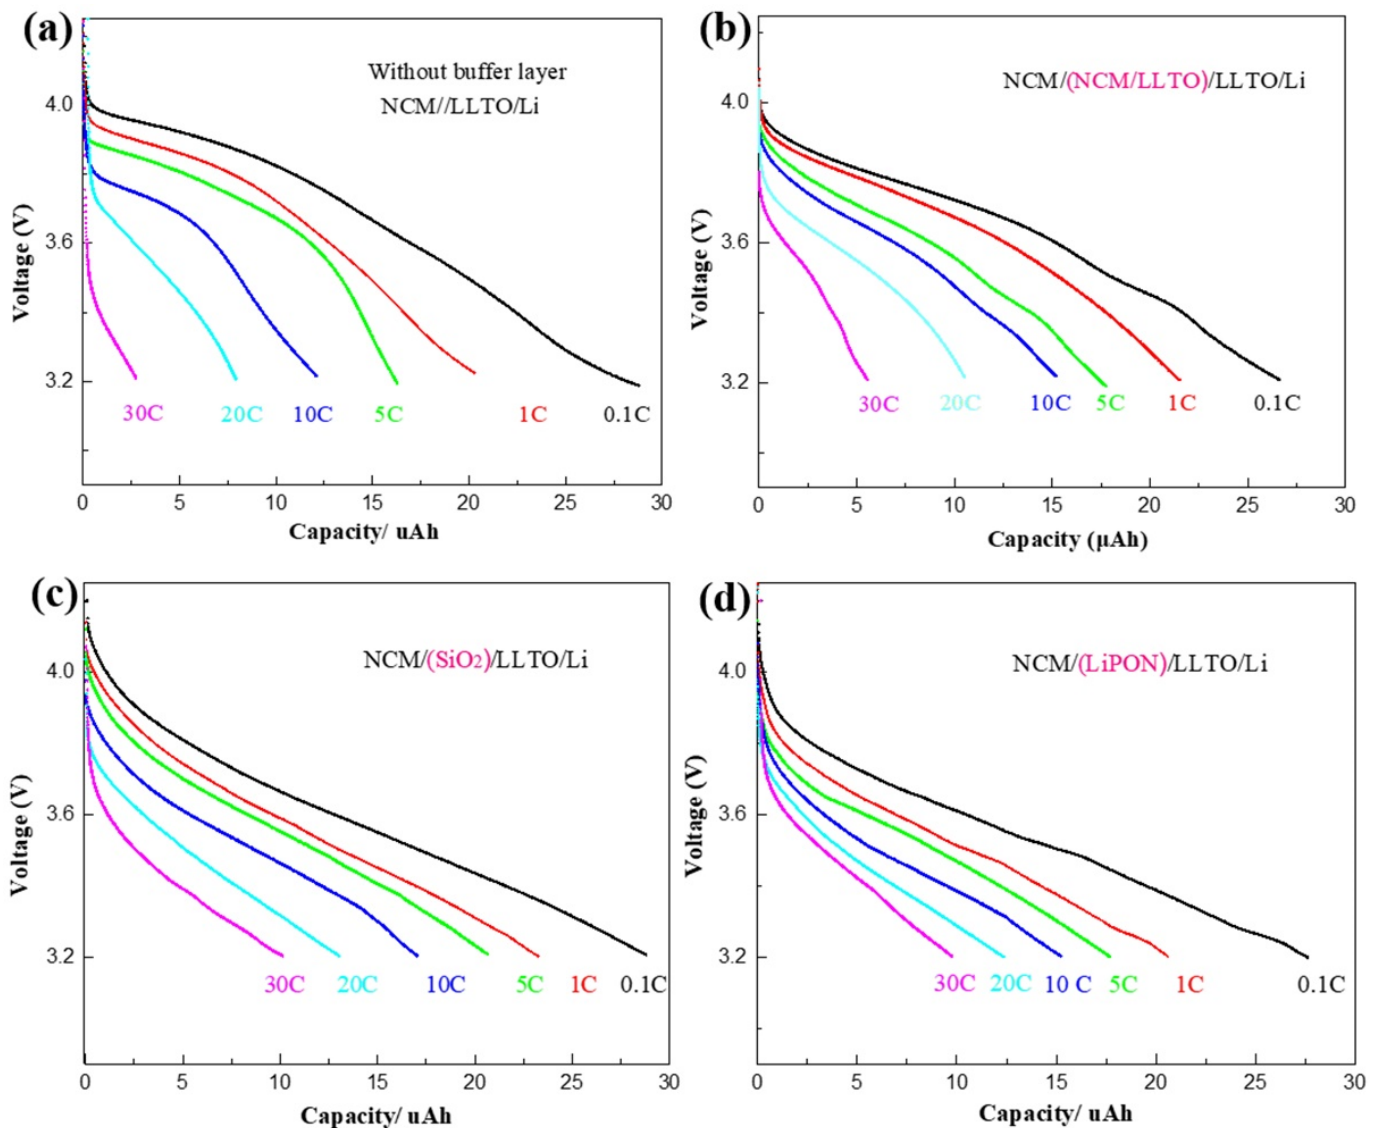 (a)
Without buffer layer
NCM//LLTO/Li
4.0
3.6
3.2
Voltage (V)
30C 20C 10C 5C 1C 0.1C
0 5 10 15 20 25 30
Capacity/ uAh
(b)
NCM/(NCM/LLTO)/LLTO/Li
4.0
3.6
3.2
Voltage (V)
30C 20C 10C 5C 1C 0.1C
0 5 10 15 20 25 30
Capacity (μAh)
(c)
NCM/(SiO₂)/LLTO/Li
4.0
3.6
3.2
Voltage (V)
30C 20C 10C 5C 1C 0.1C
0 5 10 15 20 25 30
Capacity/ uAh
(d)
NCM/(LiPON)/LLTO/Li
4.0
3.6
3.2
Voltage (V)
30C 20C 10 C 5C 1C 0.1C
0 5 10 15 20 25 30
Capacity/ uAh